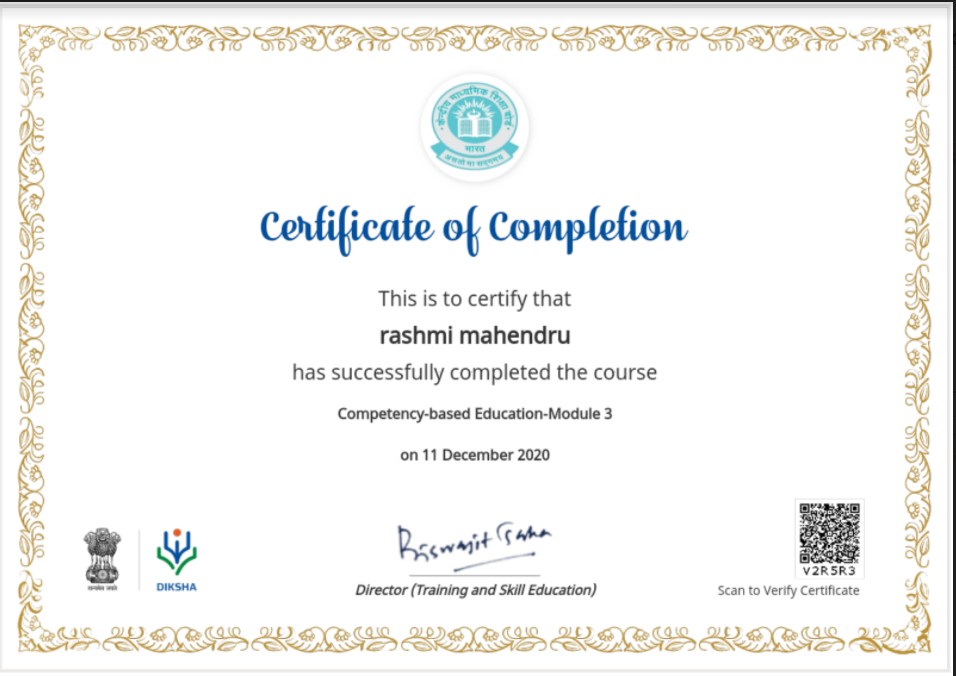 केन्द्रीय माध्यमिक शिक्षा बोर्ड
भारत
असतो मा सद्गमय
Certificate of Completion
This is to certify that
rashmi mahendru
has successfully completed the course
Competency-based Education-Module 3
on 11 December 2020
सत्यमेव जयते
DIKSHA
Biswajit Saha
Director (Training and Skill Education)
V2R5R3
Scan to Verify Certificate